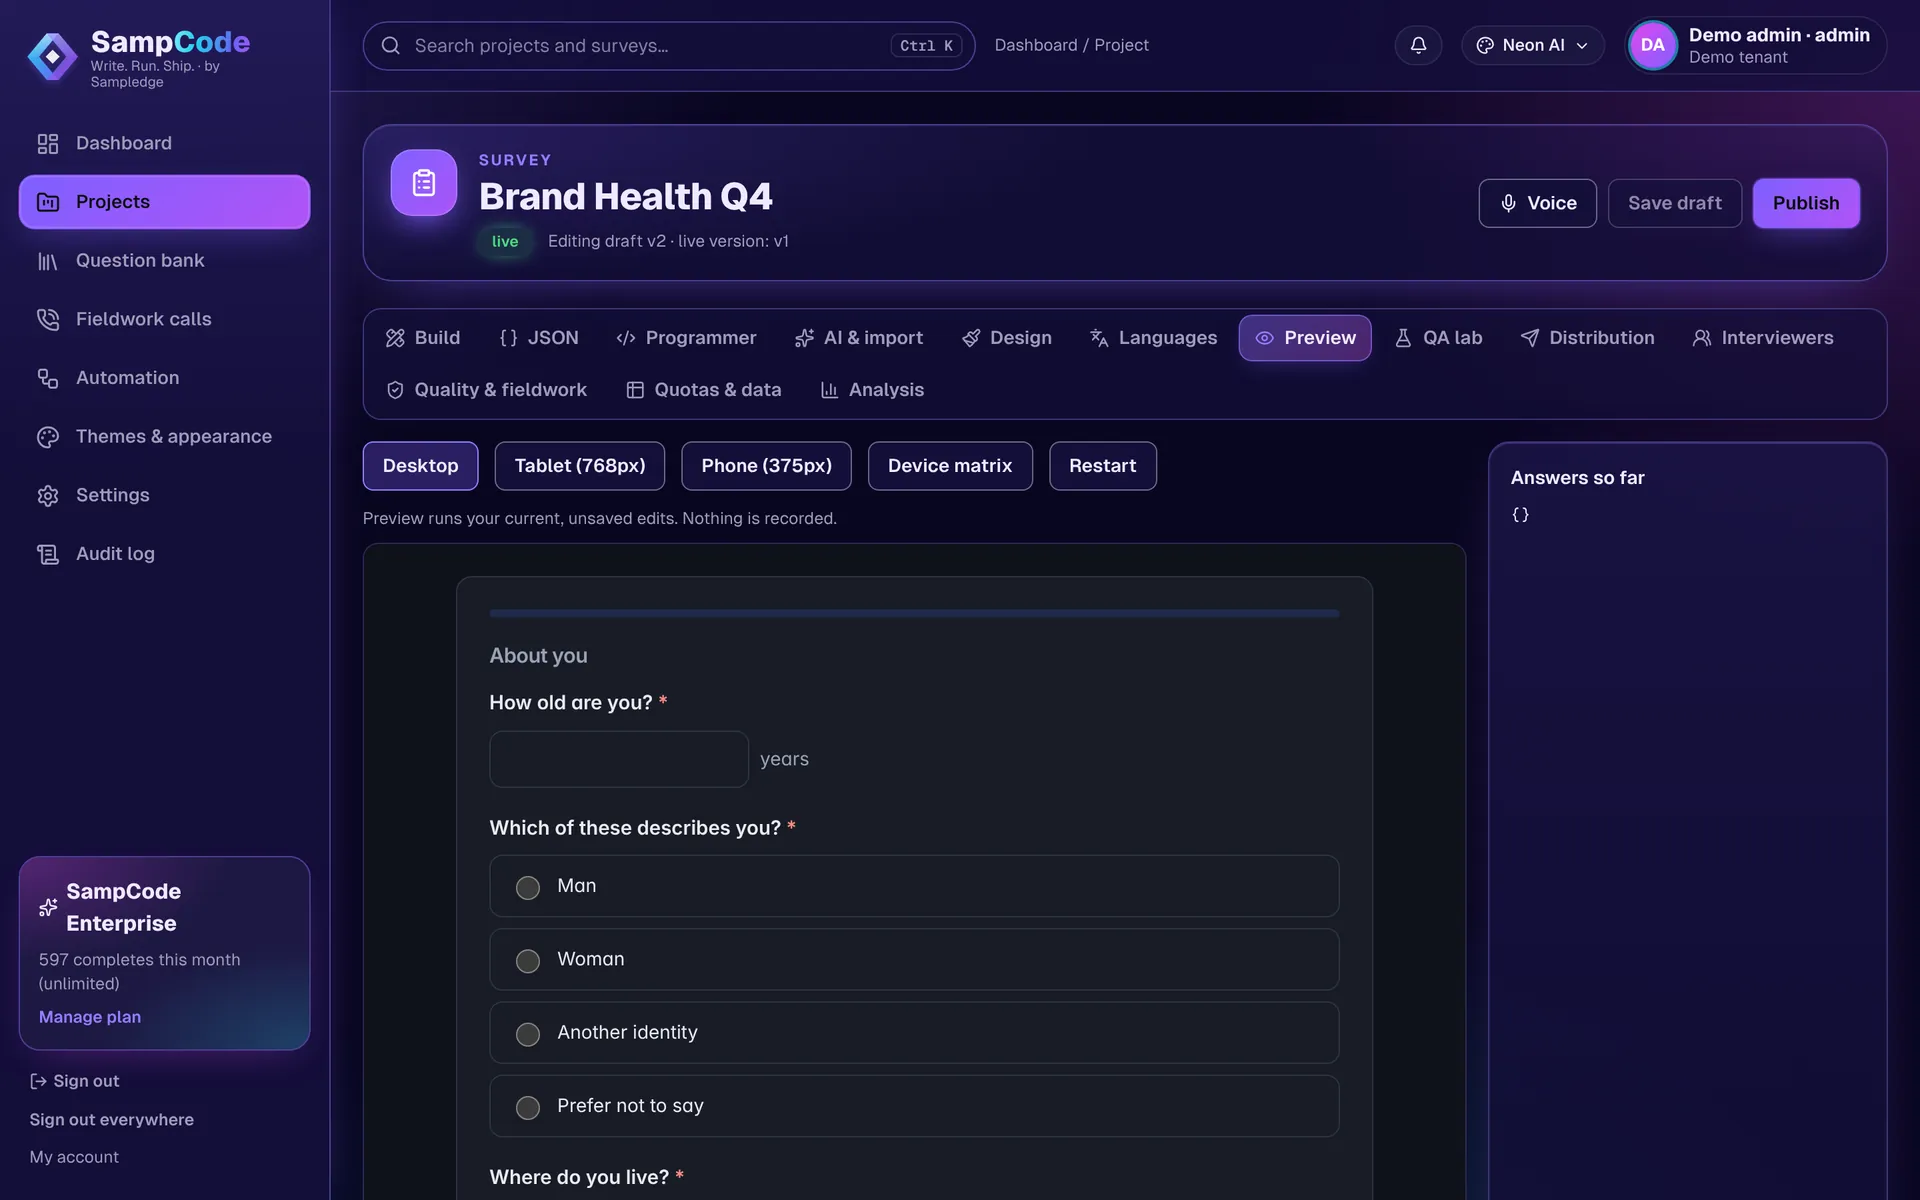 SampCode
Write. Run. Ship. · by
Sampledge
Search projects and surveys...
Ctrl K
Dashboard / Project
Neon AI
DA
Demo admin · admin
Demo tenant
Dashboard
Projects
Question bank
Fieldwork calls
Automation
Themes & appearance
Settings
Audit log
SampCode
Enterprise
597 completes this month
(unlimited)
Manage plan
Sign out
Sign out everywhere
My account
SURVEY
Brand Health Q4
live
Editing draft v2 · live version: v1
Voice
Save draft
Publish
Build
{} JSON
</> Programmer
AI & import
Design
Languages
Preview
QA lab
Distribution
Interviewers
Quality & fieldwork
Quotas & data
Analysis
Desktop
Tablet (768px)
Phone (375px)
Device matrix
Restart
Preview runs your current, unsaved edits. Nothing is recorded.
About you
How old are you? *
years
Which of these describes you? *
Man
Woman
Another identity
Prefer not to say
Where do you live? *
Answers so far
{}